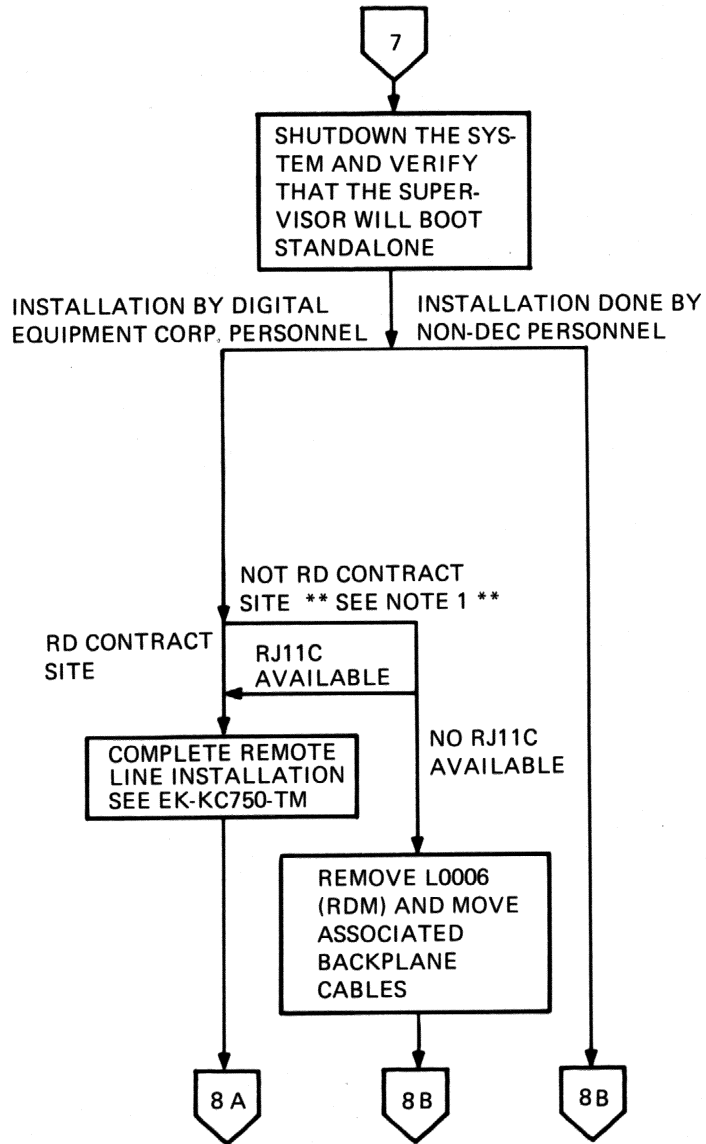 7
SHUTDOWN THE SYS-
TEM AND VERIFY
THAT THE SUPER-
VISOR WILL BOOT
STANDALONE
INSTALLATION BY DIGITAL
EQUIPMENT CORP. PERSONNEL
INSTALLATION DONE BY
NON-DEC PERSONNEL
NOT RD CONTRACT
SITE ** SEE NOTE 1 **
RD CONTRACT
SITE
RJ11C
AVAILABLE
NO RJ11C
AVAILABLE
COMPLETE REMOTE
LINE INSTALLATION
SEE EK-KC750-TM
REMOVE L0006
(RDM) AND MOVE
ASSOCIATED
BACKPLANE
CABLES
8 A
8 B
8 B